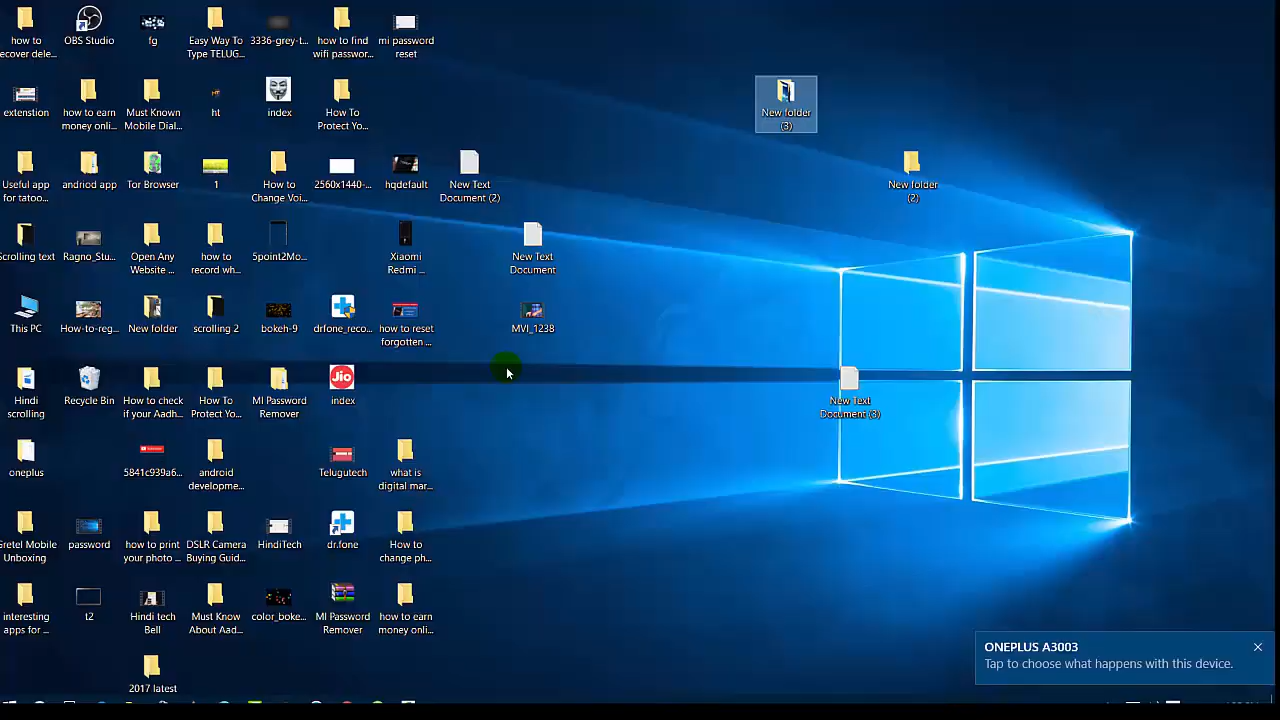 how to
recover dele...
OBS Studio
fg
Easy Way To
Type TELUG...
3336-grey-t...
how to find
wifi passwor...
mi password
reset
extenstion
how to earn
money onli...
Must Known
Mobile Dial...
ht
index
How To
Protect Yo...
New folder
(3)
Useful app
for tatoo...
andriod app
Tor Browser
1
How to
Change Voi...
2560x1440-...
hqdefault
New Text
Document (2)
New folder
(2)
Scrolling text
Ragno_Stu...
Open Any
Website ...
how to
record wh...
5point2Mo...
Xiaomi
Redmi ...
New Text
Document
This PC
How-to-reg...
New folder
scrolling 2
bokeh-9
drfone_reco...
how to reset
forgotten ...
MVI_1238
Hindi
scrolling
Recycle Bin
How to check
if your Aadh...
How To
Protect Yo...
MI Password
Remover
Jio
index
New Text
Document (3)
oneplus
5841c939a6...
android
developme...
Telugutech
what is
digital mar...
Gretel Mobile
Unboxing
password
how to print
your photo ...
DSLR Camera
Buying Guid...
HindiTech
dr.fone
How to
change ph...
interesting
apps for ...
t2
Hindi tech
Bell
Must Know
About Aad...
color_boke...
MI Password
Remover
how to earn
money onli...
2017 latest
ONEPLUS A3003
Tap to choose what happens with this device.